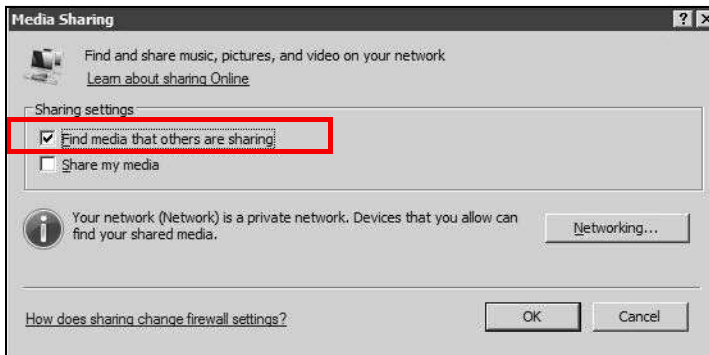 Media Sharing
Find and share music, pictures, and video on your network
Learn about sharing Online
Sharing settings
Find media that others are sharing
Share my media
Your network (Network) is a private network. Devices that you allow can
find your shared media.
Networking...
How does sharing change firewall settings?
OK
Cancel